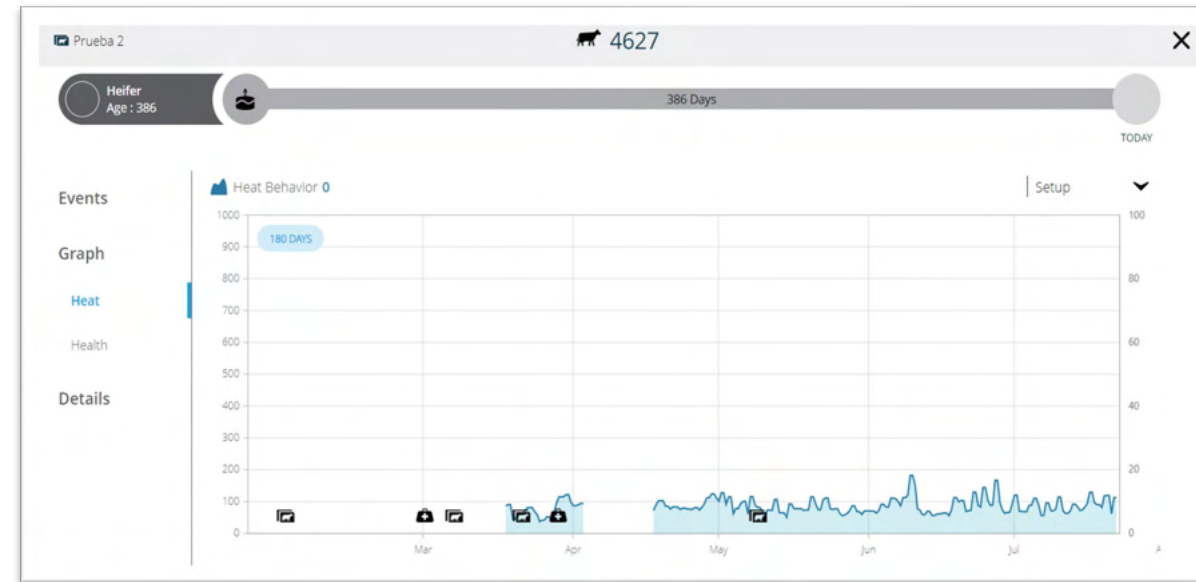 Prueba 2
4627
Heifer
Age : 386
386 Days
TODAY
Events
Graph
Heat
Health
Details
Heat Behavior 0
Setup
180 DAYS
1000
900
800
700
600
500
400
300
200
100
0
100
80
60
40
20
0
Mar
Apr
May
Jun
Jul
A